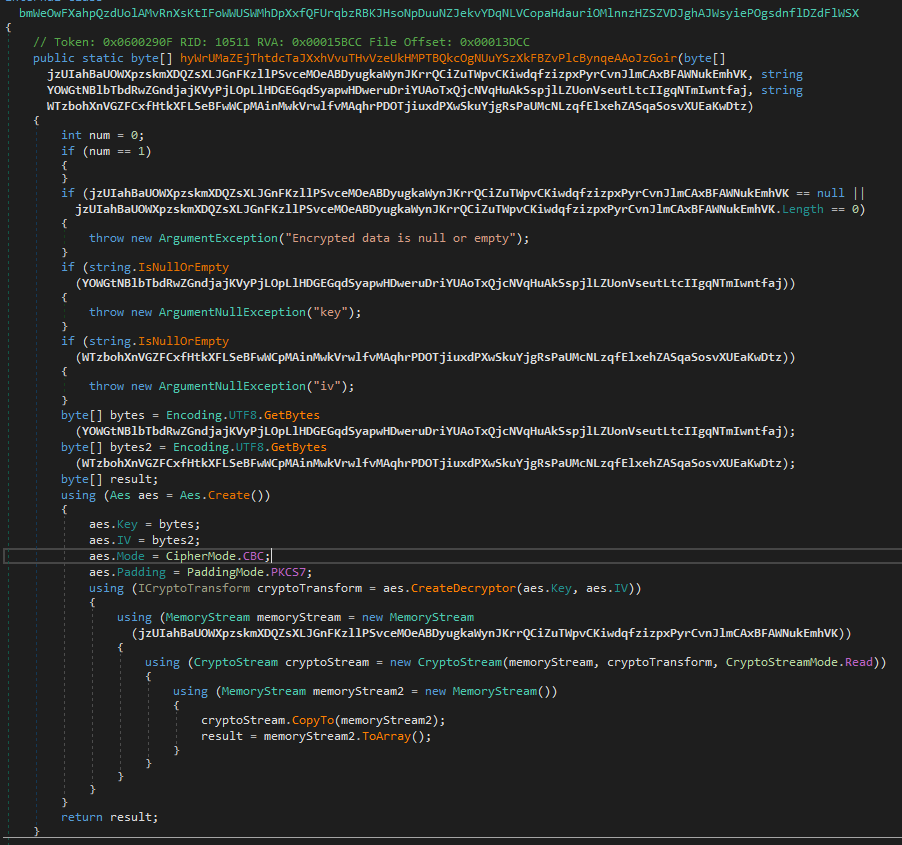 bmWeOwFXahpQzdUolAMvRnXsKtIFoWWUSWMhDpXxfQFUrqbzRBKJHsoNpDuuNZJekvYDqNLVCopaHdauriOMlnnzHZSZVDJghAJWsyiePOgsdnflDZdFlWSX
{
// Token: 0x0600290F RID: 10511 RVA: 0x00015BCC File Offset: 0x00013DCC
public static byte[] hyWrUMaZEjThtdcTaJXxhVvuTHvVzeUkHMPTBQkcOgNUuYSzXkFBZvPlcBynqeAAoJzGoir(byte[]
jzUIahBaUOWXpzskmXDQZsXLJGnFKzllPSvceMOeABDyugkaWynJKrrQCiZuTWpvCKiwdqfzizpxPyrCvnJlmCAxBFAWNukEmhVK, string
YOWGtNBlbTbdRwZGndjajKVyPjLOpLlHDGEGqdSyapwHDweruDriYUAoTxQjcNVqHuAkSspjlLZUonVseutLtcIIgqNTmIwntfaj, string
WTzbohXnVGZFCxfHtkXFLSeBFwWCpMAinMwkVrwlfvMAqhrPDOTjiuxdPXwSkuYjgRsPaUMcNLzqfElxehZASqaSosvXUEaKwDtz)
{
int num = 0;
if (num == 1)
{
}
if (jzUIahBaUOWXpzskmXDQZsXLJGnFKzllPSvceMOeABDyugkaWynJKrrQCiZuTWpvCKiwdqfzizpxPyrCvnJlmCAxBFAWNukEmhVK == null ||
jzUIahBaUOWXpzskmXDQZsXLJGnFKzllPSvceMOeABDyugkaWynJKrrQCiZuTWpvCKiwdqfzizpxPyrCvnJlmCAxBFAWNukEmhVK.Length == 0)
{
throw new ArgumentException("Encrypted data is null or empty");
}
if (string.IsNullOrEmpty
(YOWGtNBlbTbdRwZGndjajKVyPjLOpLlHDGEGqdSyapwHDweruDriYUAoTxQjcNVqHuAkSspjlLZUonVseutLtcIIgqNTmIwntfaj))
{
throw new ArgumentNullException("key");
}
if (string.IsNullOrEmpty
(WTzbohXnVGZFCxfHtkXFLSeBFwWCpMAinMwkVrwlfvMAqhrPDOTjiuxdPXwSkuYjgRsPaUMcNLzqfElxehZASqaSosvXUEaKwDtz))
{
throw new ArgumentNullException("iv");
}
byte[] bytes = Encoding.UTF8.GetBytes
(YOWGtNBlbTbdRwZGndjajKVyPjLOpLlHDGEGqdSyapwHDweruDriYUAoTxQjcNVqHuAkSspjlLZUonVseutLtcIIgqNTmIwntfaj);
byte[] bytes2 = Encoding.UTF8.GetBytes
(WTzbohXnVGZFCxfHtkXFLSeBFwWCpMAinMwkVrwlfvMAqhrPDOTjiuxdPXwSkuYjgRsPaUMcNLzqfElxehZASqaSosvXUEaKwDtz);
byte[] result;
using (Aes aes = Aes.Create())
{
aes.Key = bytes;
aes.IV = bytes2;
aes.Mode = CipherMode.CBC;
aes.Padding = PaddingMode.PKCS7;
using (ICryptoTransform cryptoTransform = aes.CreateDecryptor(aes.Key, aes.IV))
{
using (MemoryStream memoryStream = new MemoryStream
(jzUIahBaUOWXpzskmXDQZsXLJGnFKzllPSvceMOeABDyugkaWynJKrrQCiZuTWpvCKiwdqfzizpxPyrCvnJlmCAxBFAWNukEmhVK))
{
using (CryptoStream cryptoStream = new CryptoStream(memoryStream, cryptoTransform, CryptoStreamMode.Read))
{
using (MemoryStream memoryStream2 = new MemoryStream())
{
cryptoStream.CopyTo(memoryStream2);
result = memoryStream2.ToArray();
}
}
}
}
}
return result;
}